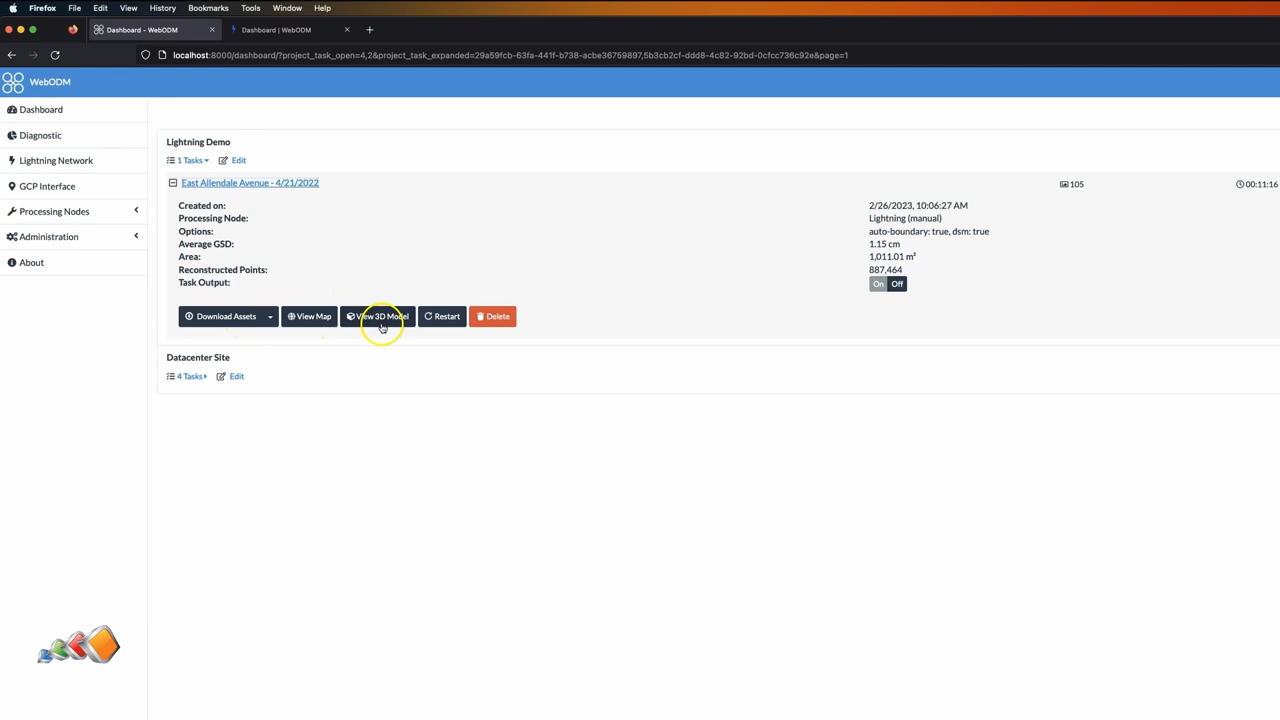 Firefox File Edit View History Bookmarks Tools Window Help
Dashboard - WebODM
Dashboard | WebODM
localhost:8000/dashboard/?project_task_open=4,2&project_task_expanded=29a59fcb-63fa-441f-b738-acbe36759897,5b3cb2cf-ddd8-4c82-92bd-0cfcc736c92e&page=1
WebODM
Dashboard
Diagnostic
Lightning Network
GCP Interface
Processing Nodes
Administration
About
Lightning Demo
1 Tasks Edit
East Allendale Avenue - 4/21/2022 105 00:11:16
Created on: 2/26/2023, 10:06:27 AM
Processing Node: Lightning (manual)
Options: auto-boundary: true, dsm: true
Average GSD: 1.15 cm
Area: 1,011.01 m²
Reconstructed Points: 887,464
Task Output: On Off
Download Assets View Map View 3D Model Restart Delete
Datacenter Site
4 Tasks Edit